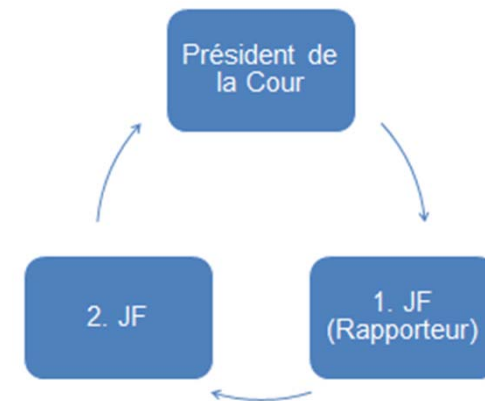 Président de
la Cour
1. JF
(Rapporteur)
2. JF